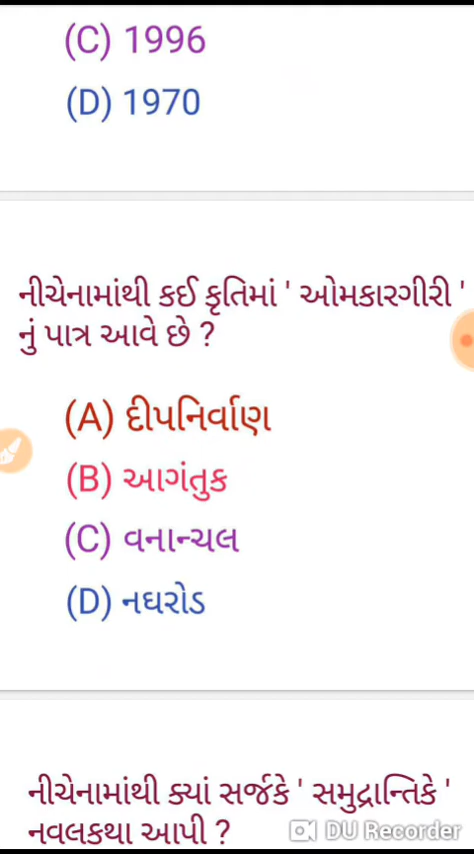 (C) 1996
(D) 1970
નીચેનામાંથી કઈ કૃતિમાં ' ઓમકારગીરી '
નું પાત્ર આવે છે ?
(A) દીપનિર્વાણ
(B) આગંતુક
(C) વનાન્ચલ
(D) નઘરોડ
નીચેનામાંથી ક્યાં સર્જકે ' સમુદ્રાન્તિકે '
નવલકથા આપી ?
DU Recorder